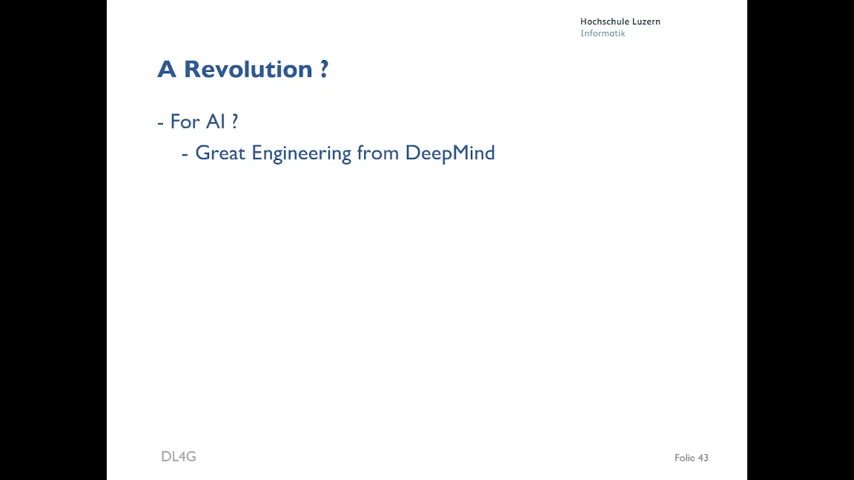 Hochschule Luzern
Informatik
A Revolution ?
- For AI ?
- Great Engineering from DeepMind
DL4G
Folie 43